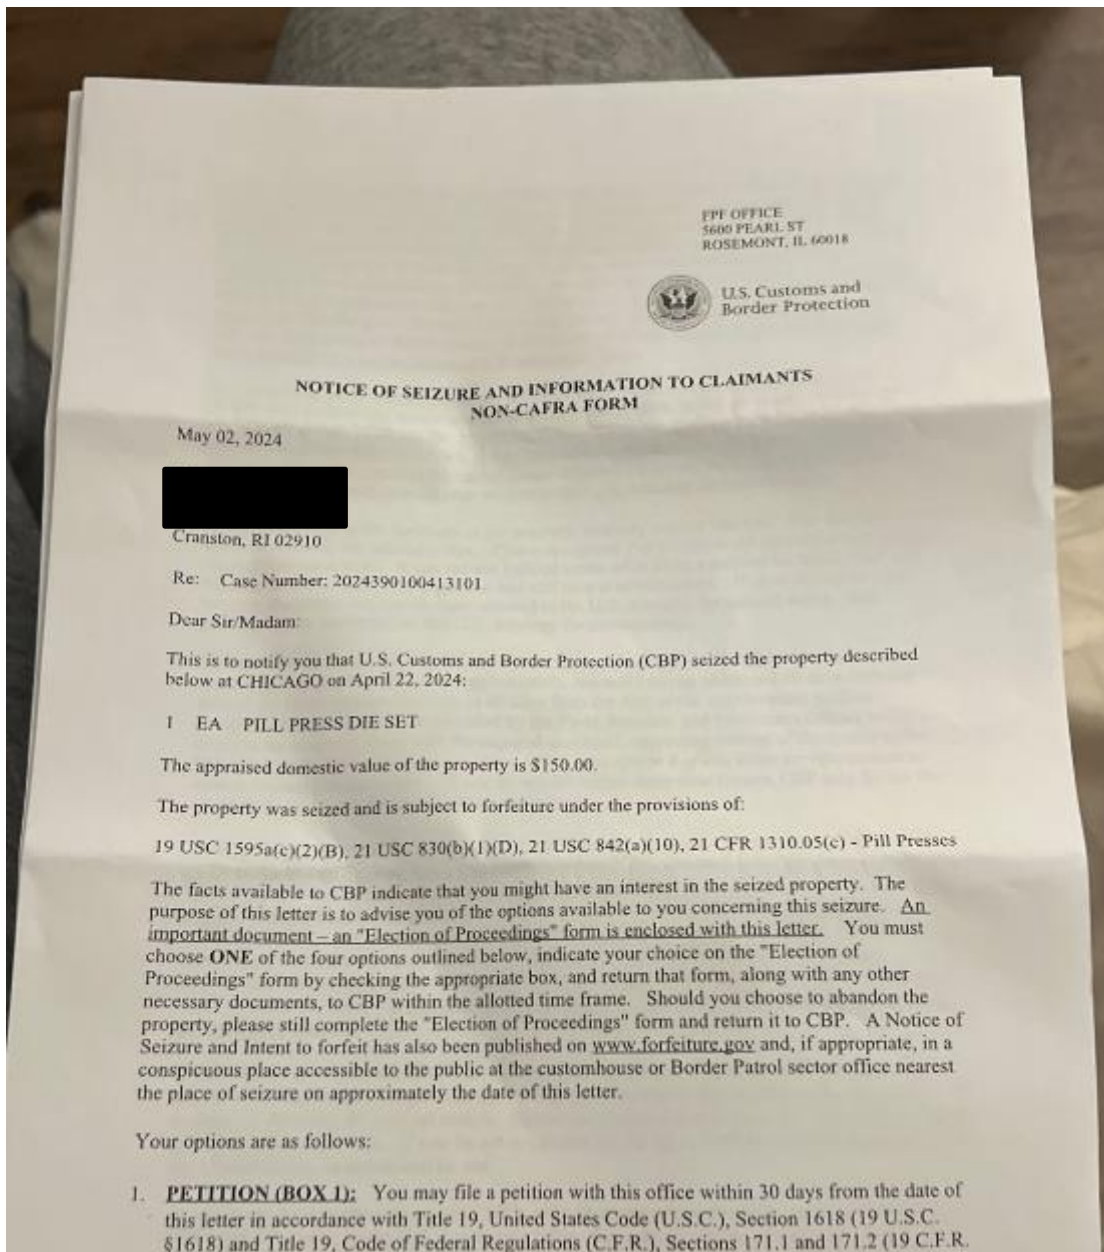 FPF OFFICE
5600 PEARL ST
ROSEMONT, IL 60018
U.S. Customs and
Border Protection
NOTICE OF SEIZURE AND INFORMATION TO CLAIMANTS
NON-CAFRA FORM
May 02, 2024
Cranston, RI 02910
Re: Case Number: 2024390100413101
Dear Sir/Madam:
This is to notify you that U.S. Customs and Border Protection (CBP) seized the property described
below at CHICAGO on April 22, 2024:
1 EA PILL PRESS DIE SET
The appraised domestic value of the property is $150.00.
The property was seized and is subject to forfeiture under the provisions of:
19 USC 1595a(c)(2)(B), 21 USC 830(b)(1)(D), 21 USC 842(a)(10), 21 CFR 1310.05(c) - Pill Presses
The facts available to CBP indicate that you might have an interest in the seized property. The
purpose of this letter is to advise you of the options available to you concerning this seizure. An
important document – an "Election of Proceedings" form is enclosed with this letter. You must
choose ONE of the four options outlined below, indicate your choice on the "Election of
Proceedings" form by checking the appropriate box, and return that form, along with any other
necessary documents, to CBP within the allotted time frame. Should you choose to abandon the
property, please still complete the "Election of Proceedings" form and return it to CBP. A Notice of
Seizure and Intent to forfeit has also been published on www.forfeiture.gov and, if appropriate, in a
conspicuous place accessible to the public at the customhouse or Border Patrol sector office nearest
the place of seizure on approximately the date of this letter.
Your options are as follows:
1. PETITION (BOX 1): You may file a petition with this office within 30 days from the date of
this letter in accordance with Title 19, United States Code (U.S.C.), Section 1618 (19 U.S.C.
§1618) and Title 19, Code of Federal Regulations (C.F.R.), Sections 171.1 and 171.2 (19 C.F.R.